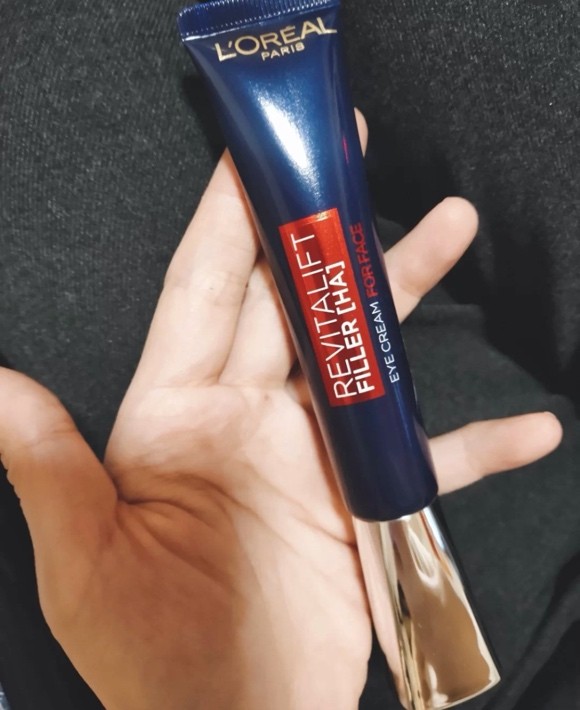 L'ORÉAL
PARIS
REVITALIFT
FILLER [HA]
EYE CREAM FOR FACE